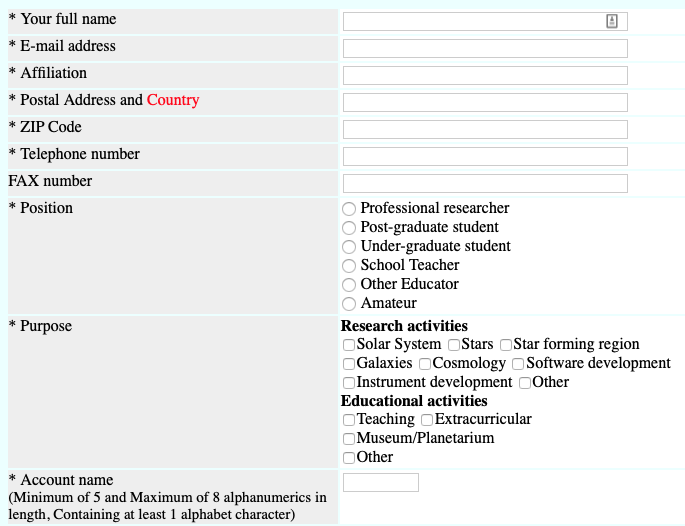 * Your full name
* E-mail address
* Affiliation
* Postal Address and Country
* ZIP Code
* Telephone number
FAX number
* Position
Professional researcher
Post-graduate student
Under-graduate student
School Teacher
Other Educator
Amateur
* Purpose
Research activities
Solar System Stars Star forming region
Galaxies Cosmology Software development
Instrument development Other
Educational activities
Teaching Extracurricular
Museum/Planetarium
Other
* Account name
(Minimum of 5 and Maximum of 8 alphanumerics in
length, Containing at least 1 alphabet character)